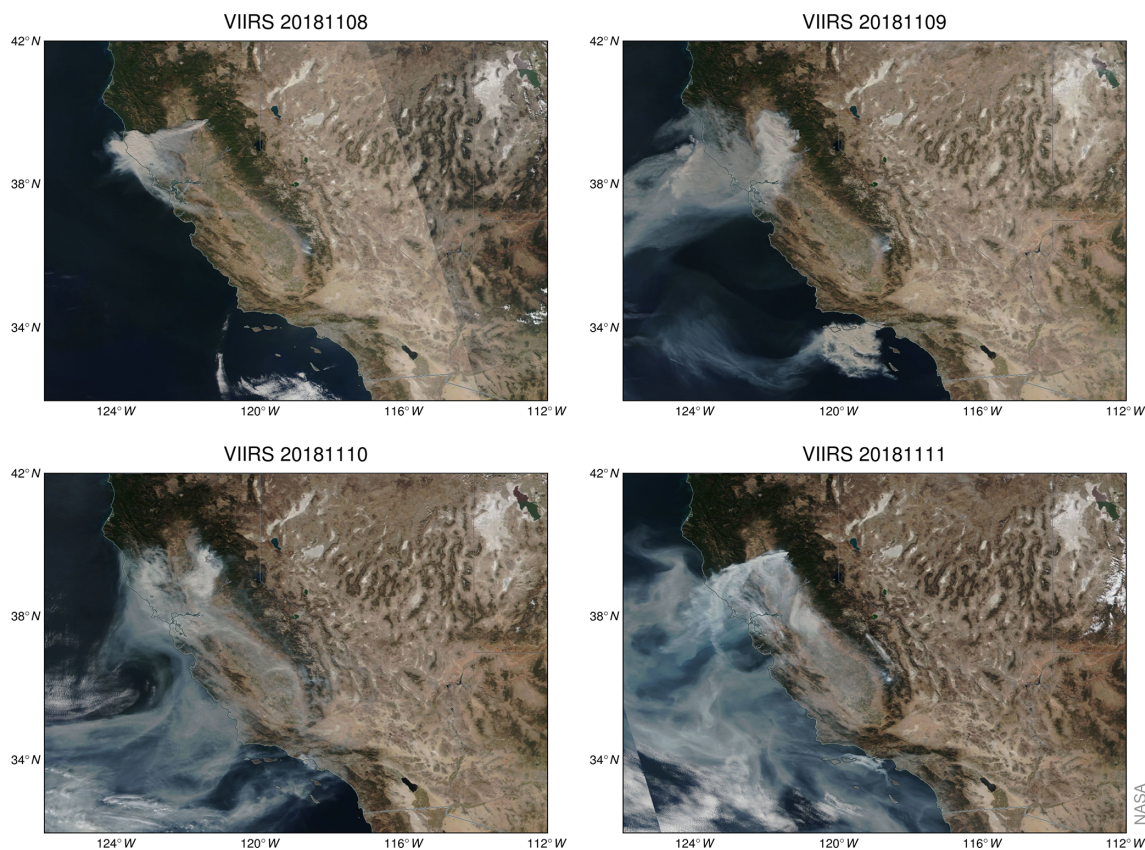 VIIRS 20181108
VIIRS 20181109
42° N
42° N
38° N
38° N
34° N
34° N
124° W 120° W 116° W 112° W
124° W 120° W 116° W 112° W
VIIRS 20181110
VIIRS 20181111
42° N
42° N
38° N
38° N
34° N
34° N
124° W 120° W 116° W 112° W
124° W 120° W 116° W 112° W
NASA